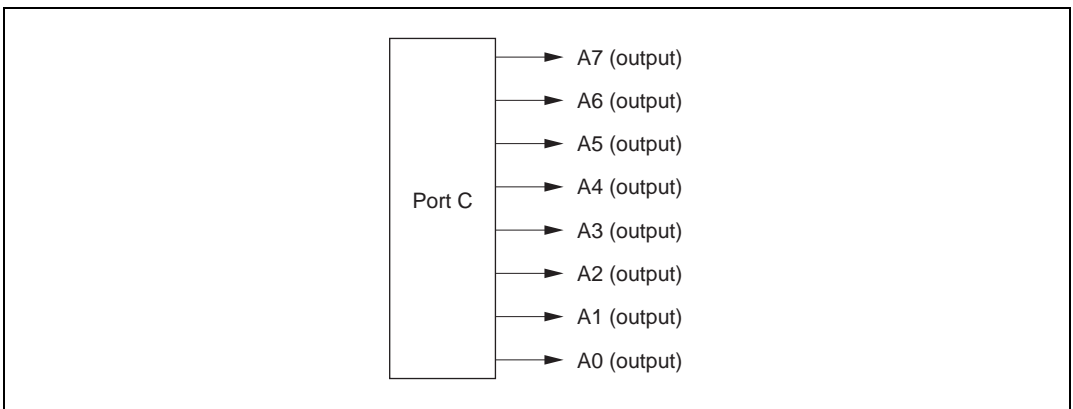 A7 (output)
A6 (output)
A5 (output)
A4 (output)
Port C
A3 (output)
A2 (output)
A1 (output)
A0 (output)